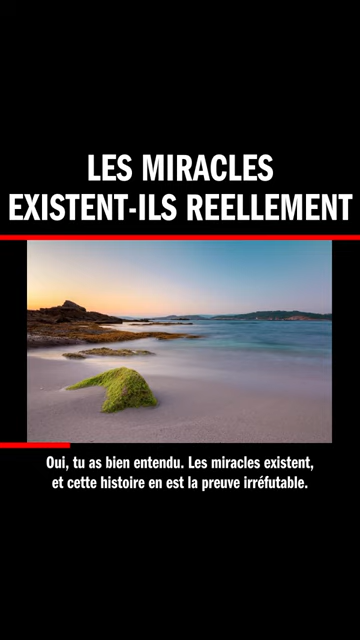 LES MIRACLES
EXISTENT-ILS REELLEMENT
Oui, tu as bien entendu. Les miracles existent,
et cette histoire en est la preuve irréfutable.